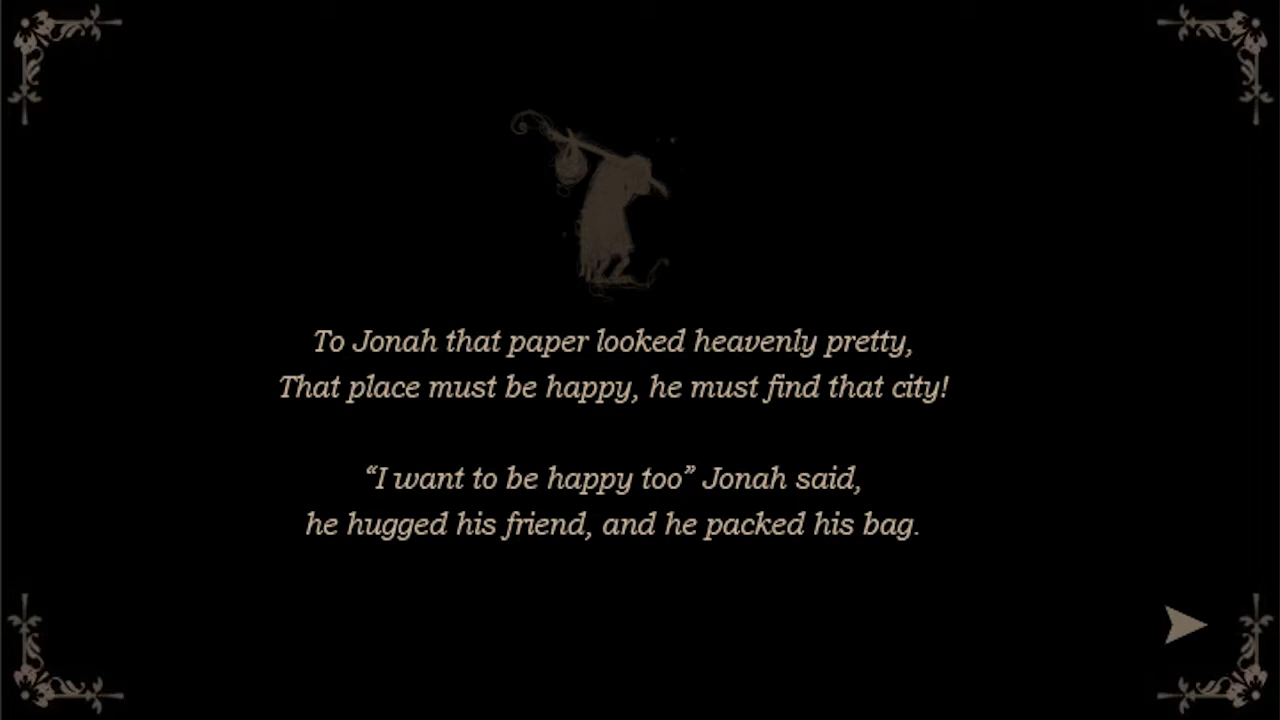 To Jonah that paper looked heavenly pretty,
That place must be happy, he must find that city!
“I want to be happy too” Jonah said,
he hugged his friend, and he packed his bag.